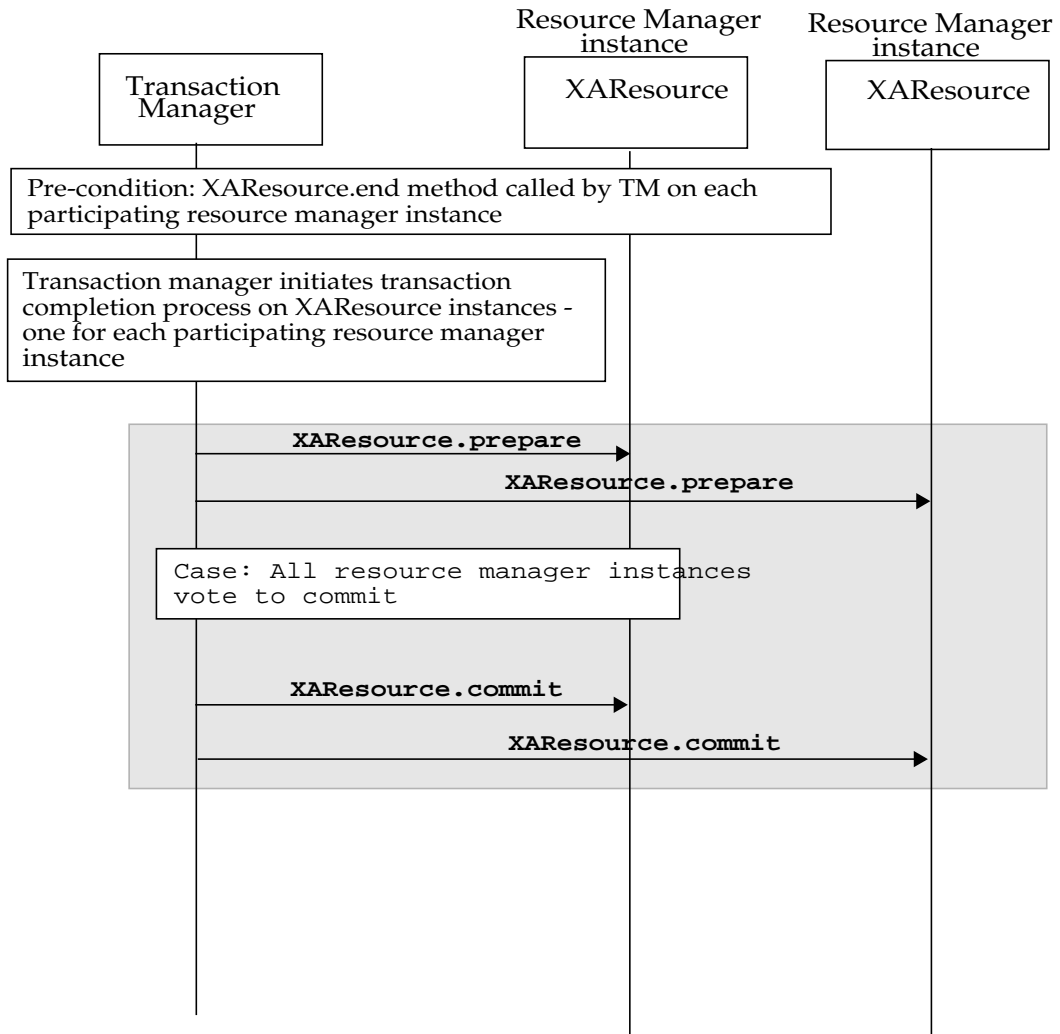 Resource Manager
instance
Resource Manager
instance
Transaction
Manager
XAResource
XAResource
Pre-condition: XAResource.end method called by TM on each
participating resource manager instance
Transaction manager initiates transaction
completion process on XAResource instances -
one for each participating resource manager
instance
XAResource.prepare
XAResource.prepare
Case: All resource manager instances
vote to commit
XAResource.commit
XAResource.commit